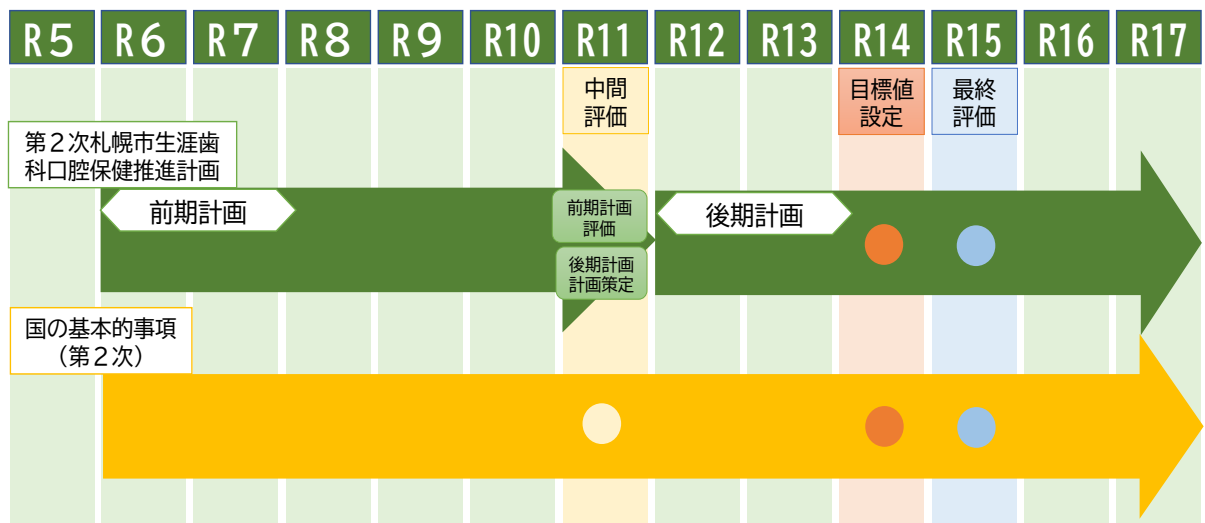 R5 R6 R7 R8 R9 R10 R11 R12 R13 R14 R15 R16 R17
中間
評価
目標値
設定
最終
評価
第２次札幌市生涯歯
科口腔保健推進計画
前期計画
前期計画
評価
後期計画
計画策定
後期計画
国の基本的事項
（第２次）